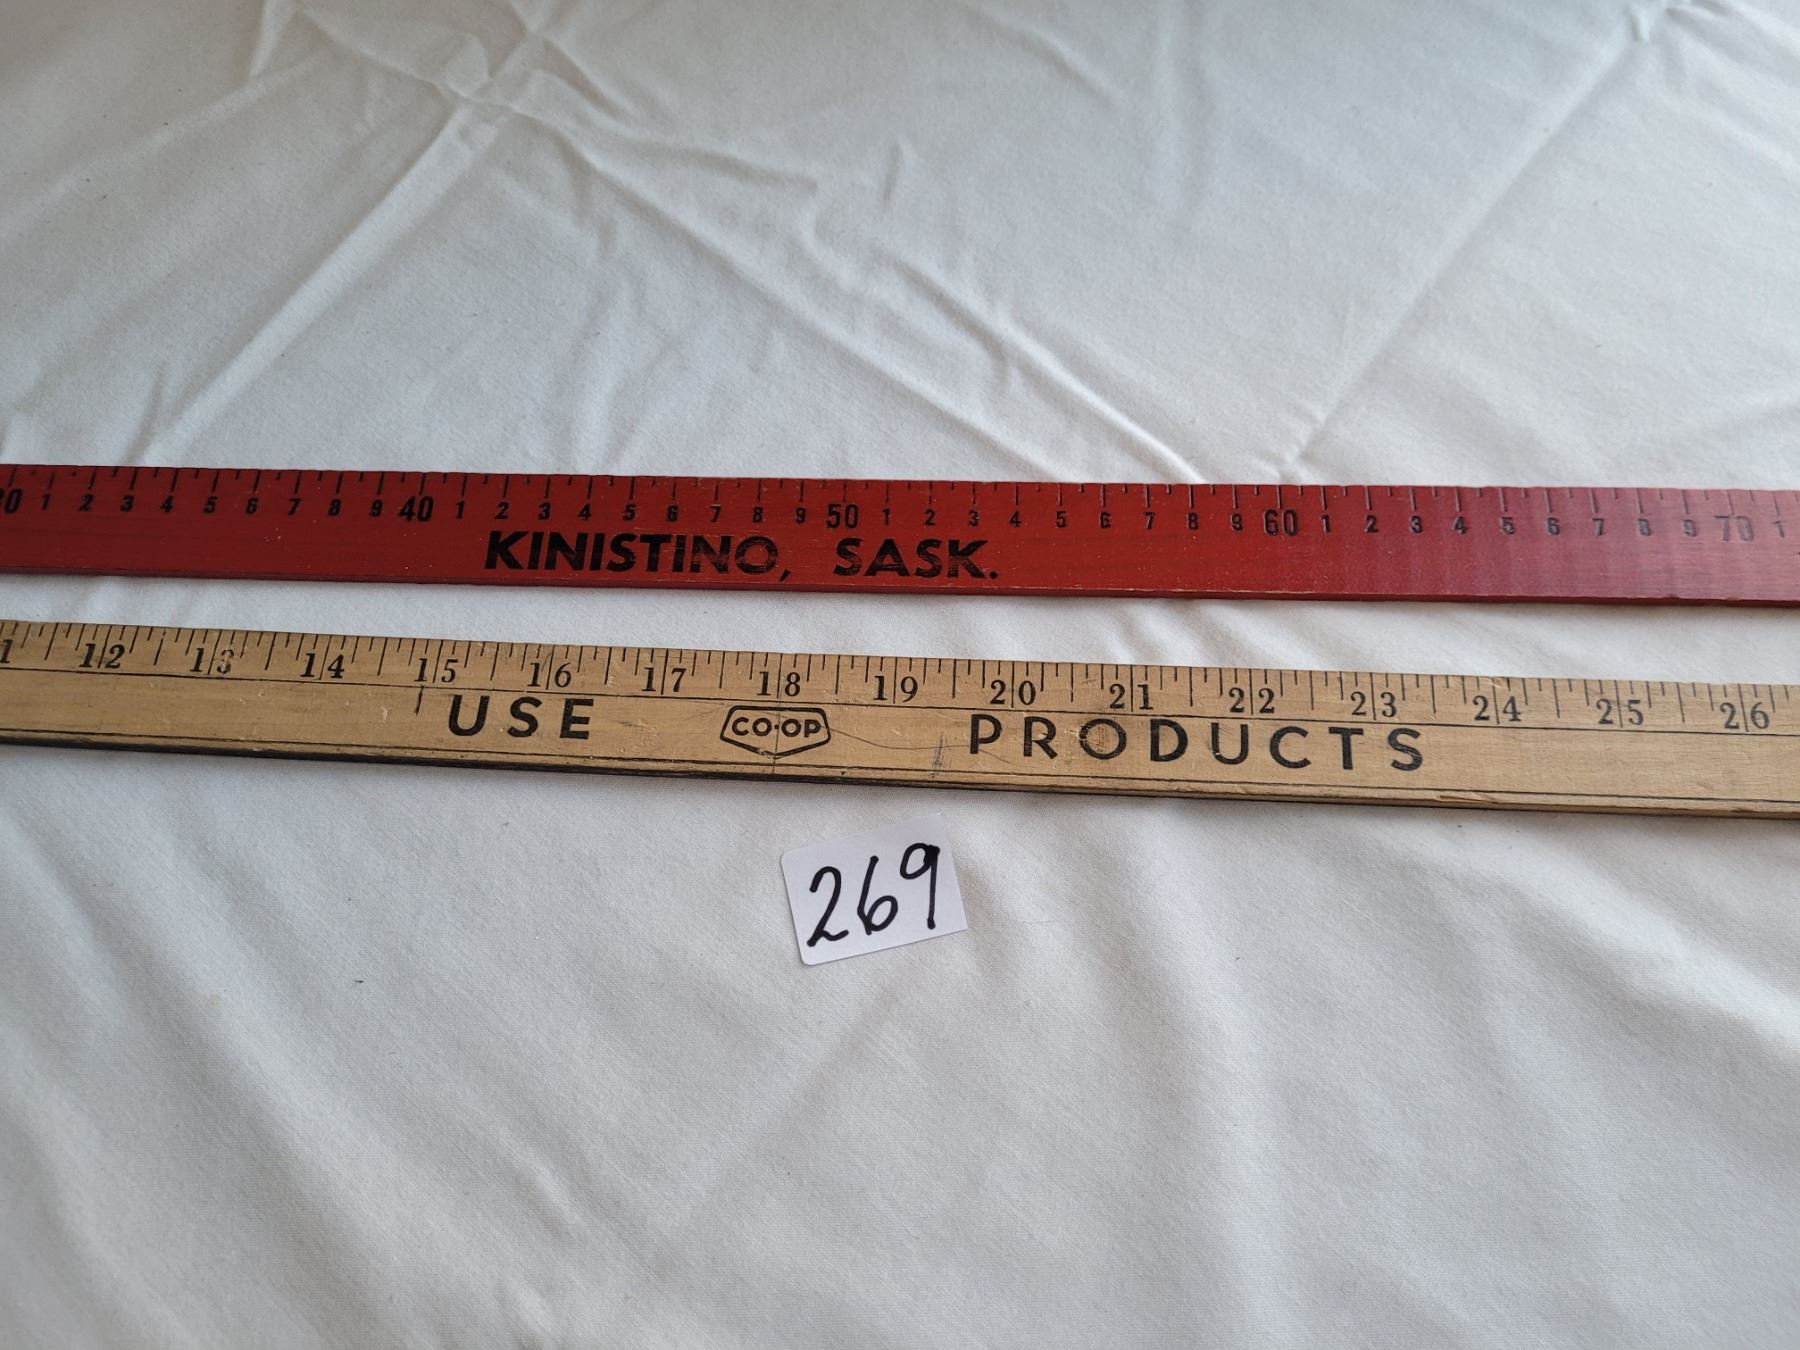 30 1 2 3 4 5 6 7 8 9 40 1 2 3 4 5 6 7 8 9 50 1 2 3 4 5 6 7 8 9 60 1 2 3 4 5 6 7 8 9 70 1
KINISTINO, SASK.
12 13 14 15 16 17 18 19 20 21 22 23 24 25 26
USE CO-OP PRODUCTS
269